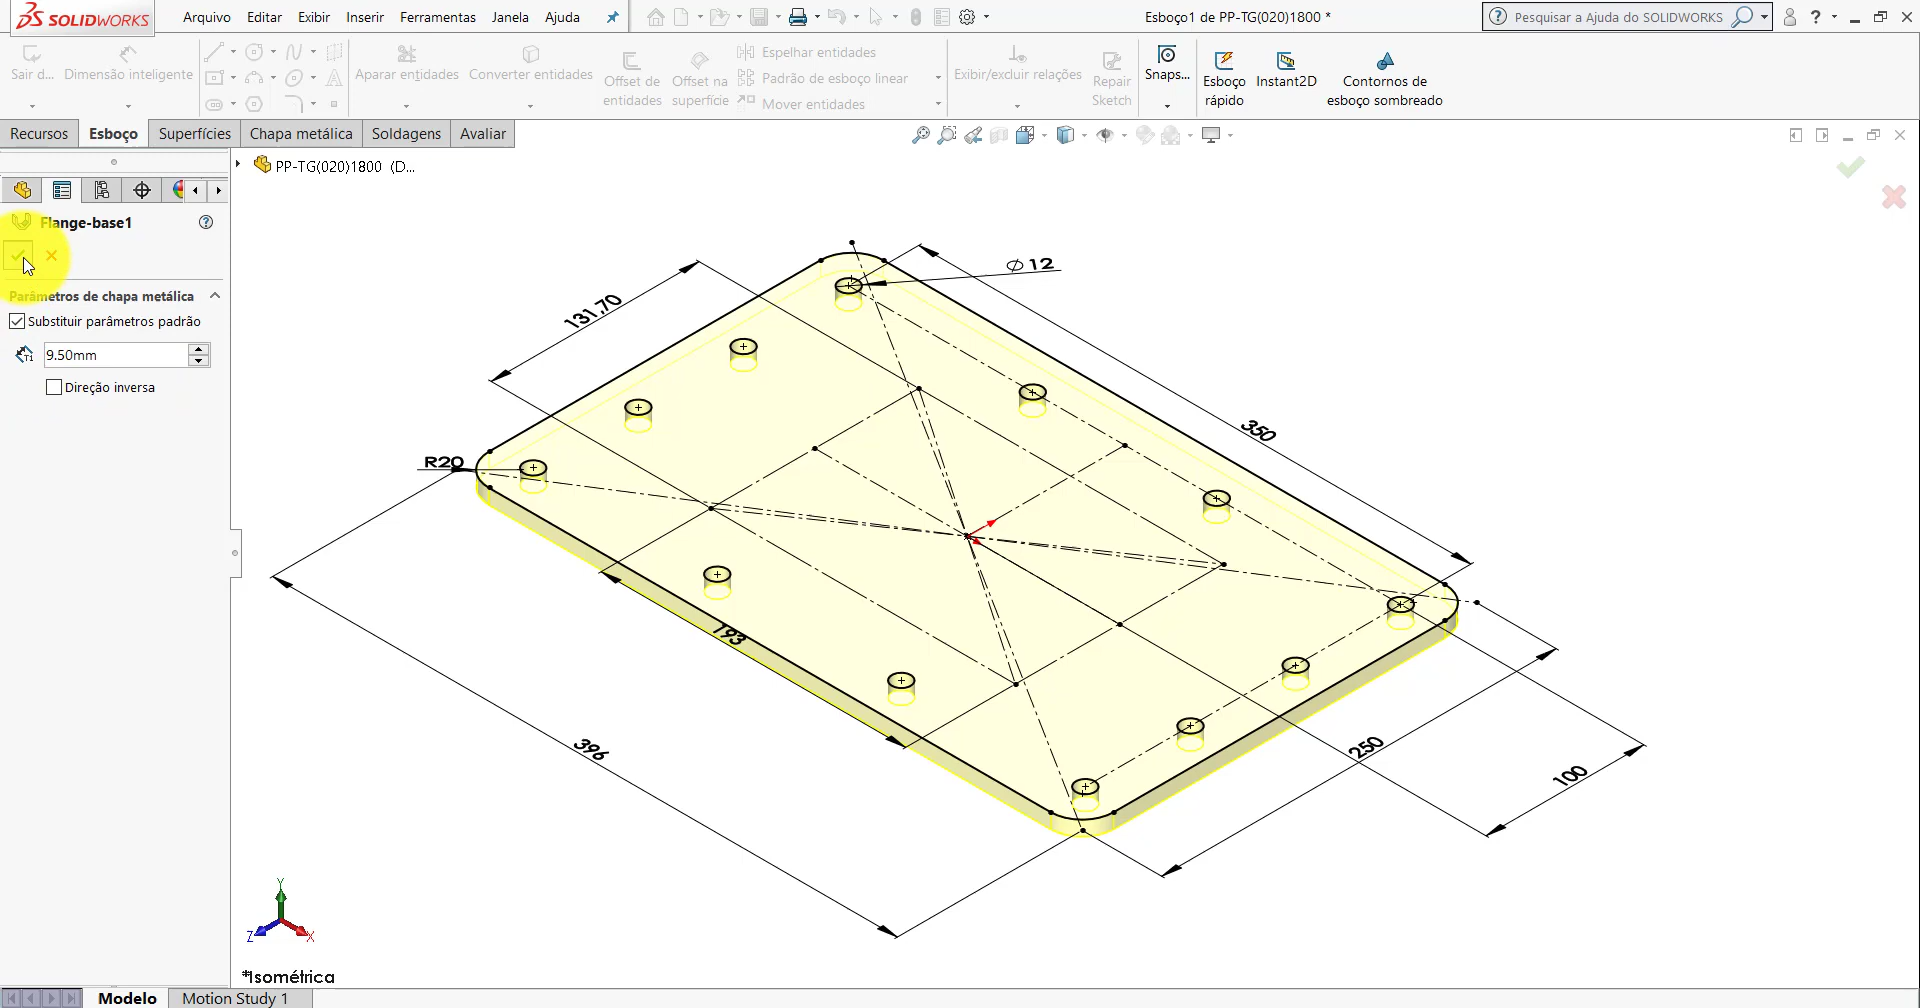 SOLIDWORKS
Arquivo Editar Exibir Inserir Ferramentas Janela Ajuda
Esboço1 de PP-TG(020)1800 *
Pesquisar a Ajuda do SOLIDWORKS
Sair d...
Dimensão inteligente
Aparar entidades
Converter entidades
Offset de entidades
Offset na superfície
Espelhar entidades
Padrão de esboço linear
Mover entidades
Exibir/excluir relações
Repair Sketch
Snaps...
Esboço rápido
Instant2D
Contornos de esboço sombreado
Recursos Esboço Superfícies Chapa metálica Soldagens Avaliar
PP-TG(020)1800 (D...
Flange-base1
Parâmetros de chapa metálica
Substituir parâmetros padrão
9.50mm
Direção inversa
Ø 12
131,70
350
R20
193
396
250
100
Y
Z
X
*Isométrica
Modelo Motion Study 1